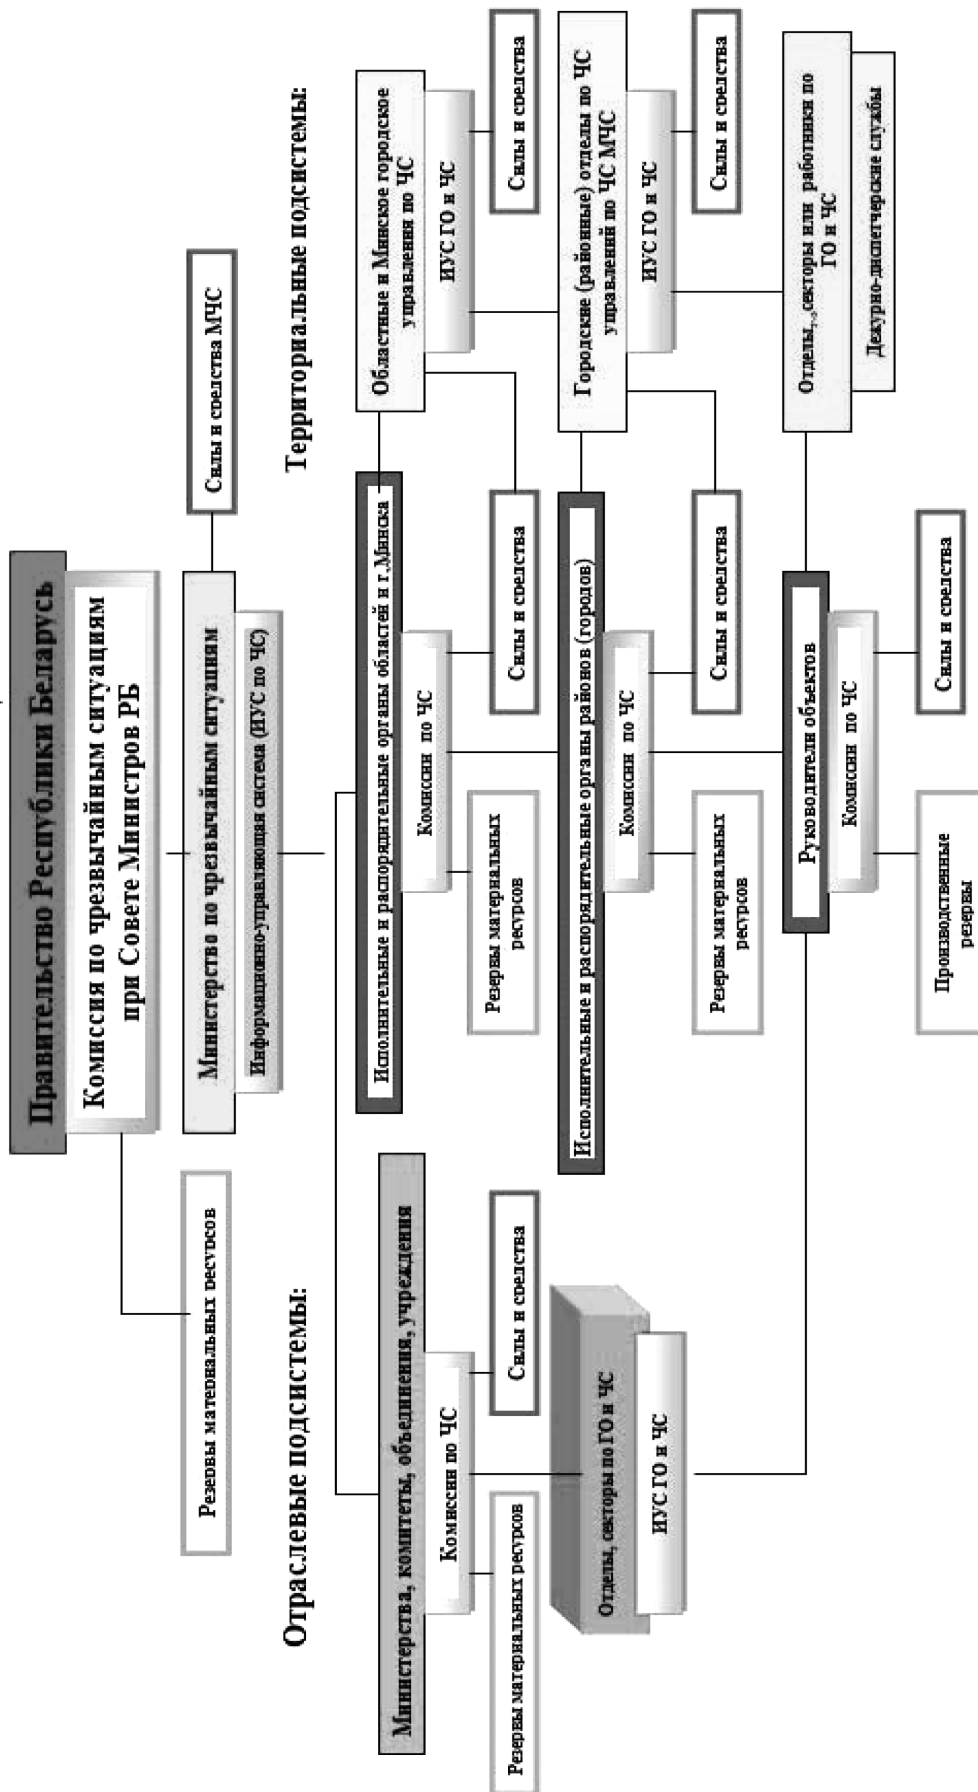 Правительство Республики Беларусь
Комиссия по чрезвычайным ситуациям
при Совете Министров РБ
Резервы материальных ресурсов
Министерство по чрезвычайным ситуациям
Информационно-управляющая система (ИУС по ЧС)
Силы и средства МЧС
Отраслевые подсистемы:
Территориальные подсистемы:
Министерства, комитеты, объединения, учреждения
Комиссии по ЧС
Резервы материальных ресурсов
Силы и средства
Отделы, секторы по ГО и ЧС
ИУС ГО и ЧС
Исполнительные и распорядительные органы областей и г.Минска
Комиссии по ЧС
Резервы материальных
ресурсов
Силы и средства
Областные и Минское городское
управления по ЧС
ИУС ГО и ЧС
Силы и средства
Исполнительные и распорядительные органы районов (городов)
Комиссии по ЧС
Резервы материальных
ресурсов
Силы и средства
Городские (районные) отделы по ЧС
управлений по ЧС МЧС
ИУС ГО и ЧС
Силы и средства
Руководители объектов
Комиссии по ЧС
Производственные
резервы
Силы и средства
Отделы, секторы или работники по
ГО и ЧС
Дежурно-диспетчерские службы